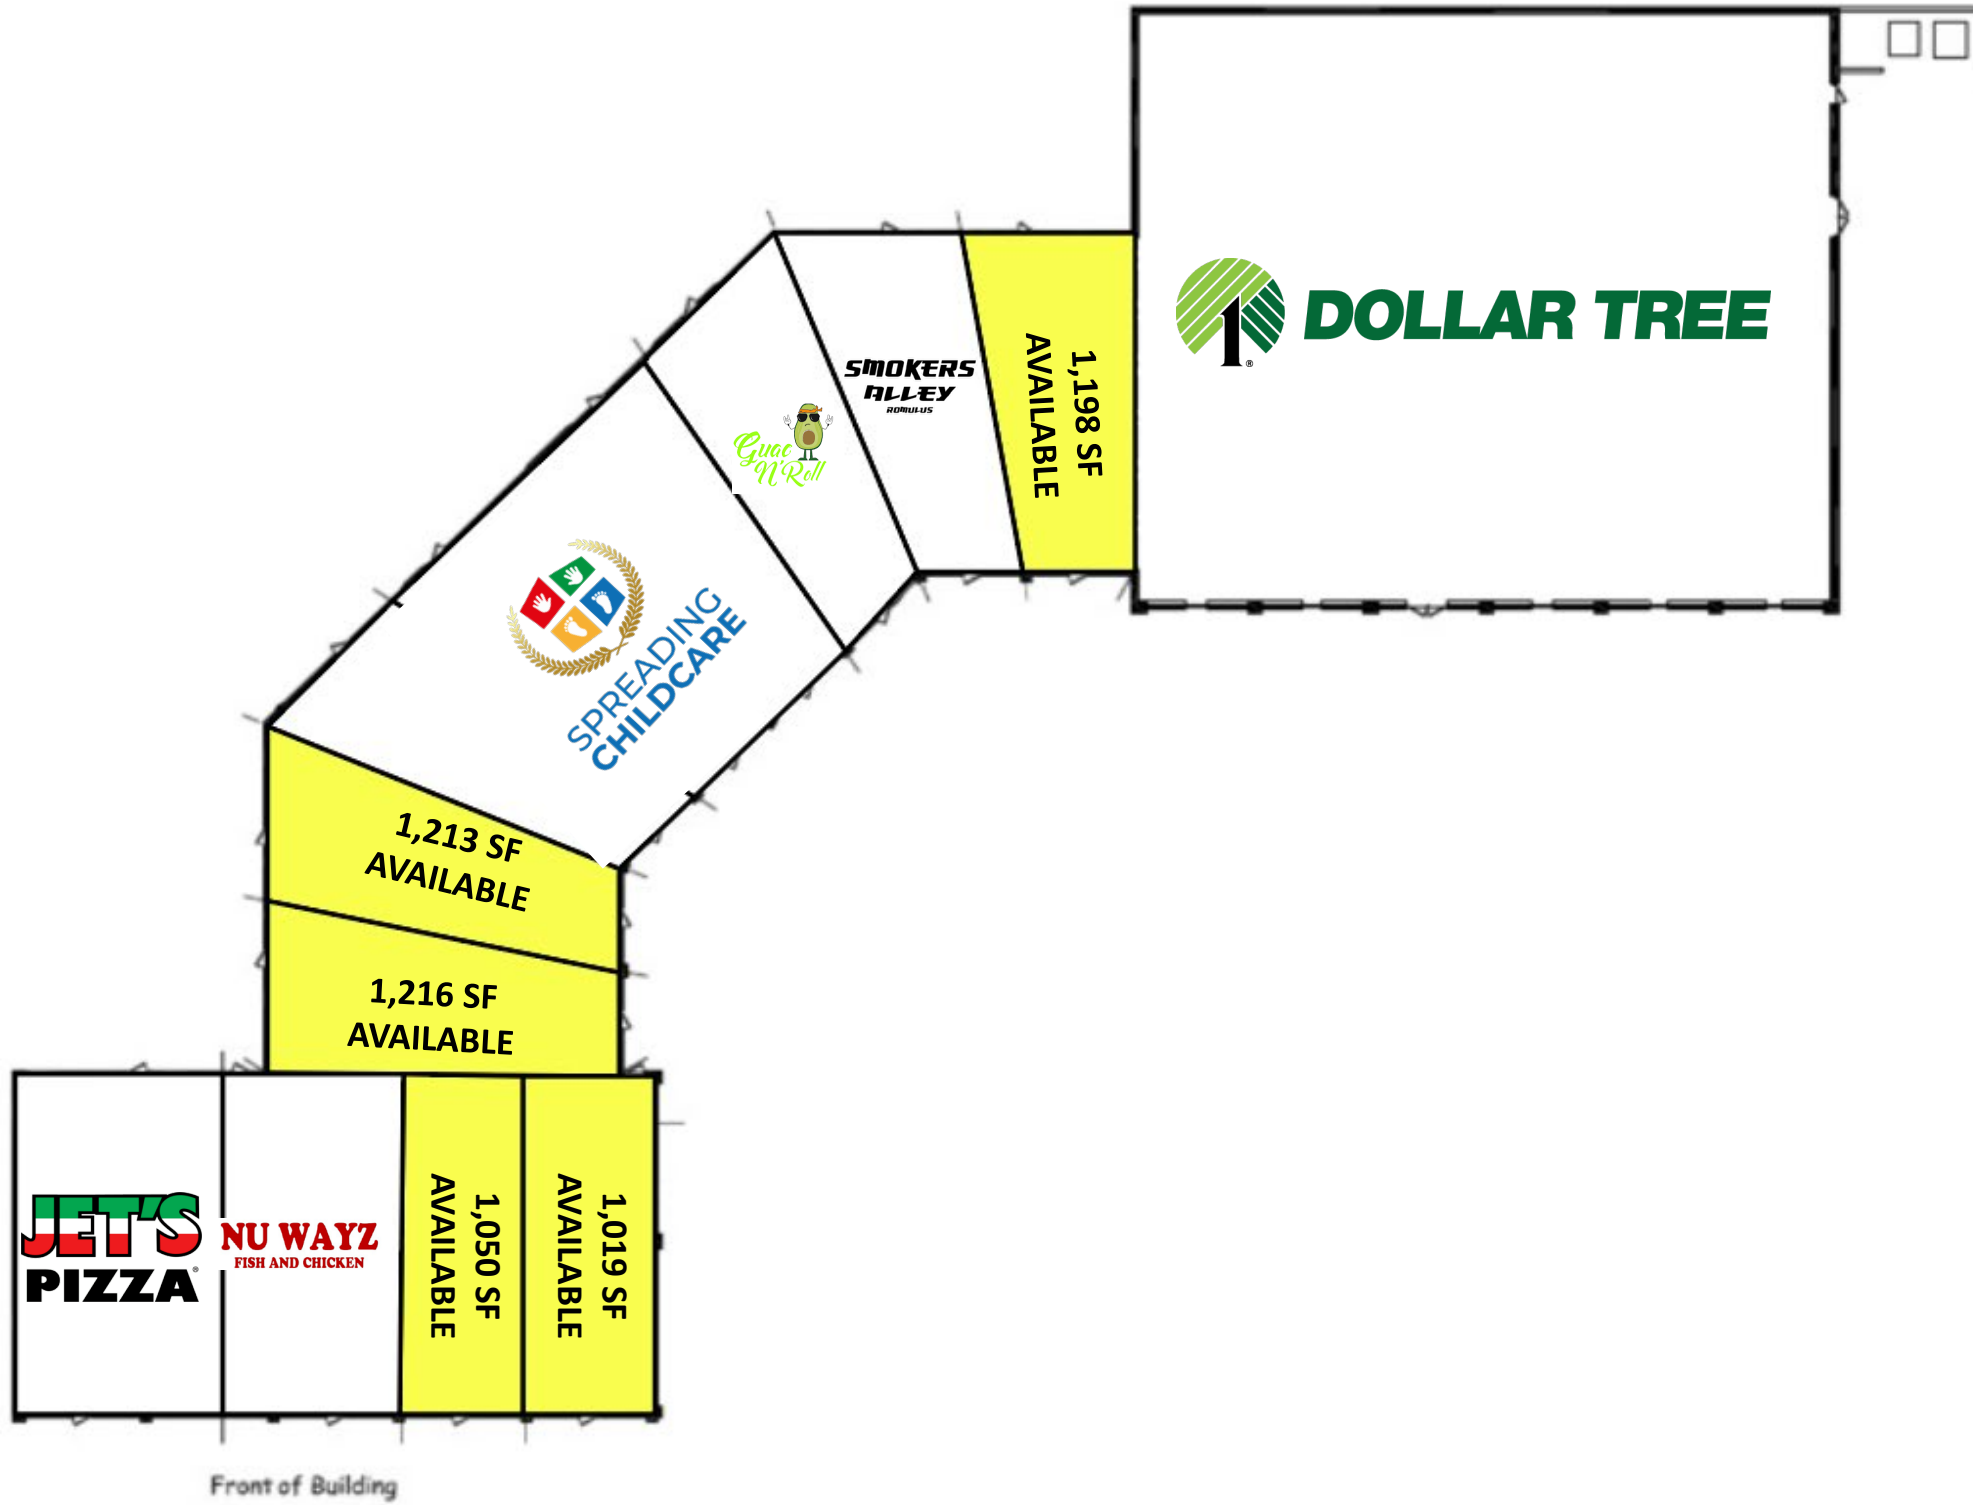 DOLLAR TREE
®
1,198 SF
AVAILABLE
SMOKERS
ALLEY
ROMULUS
Guac
N'Roll
SPREADING
CHILDCARE
1,213 SF
AVAILABLE
1,216 SF
AVAILABLE
JET'S
PIZZA®
NU WAYZ
FISH AND CHICKEN
1,050 SF
AVAILABLE
1,019 SF
AVAILABLE
Front of Building